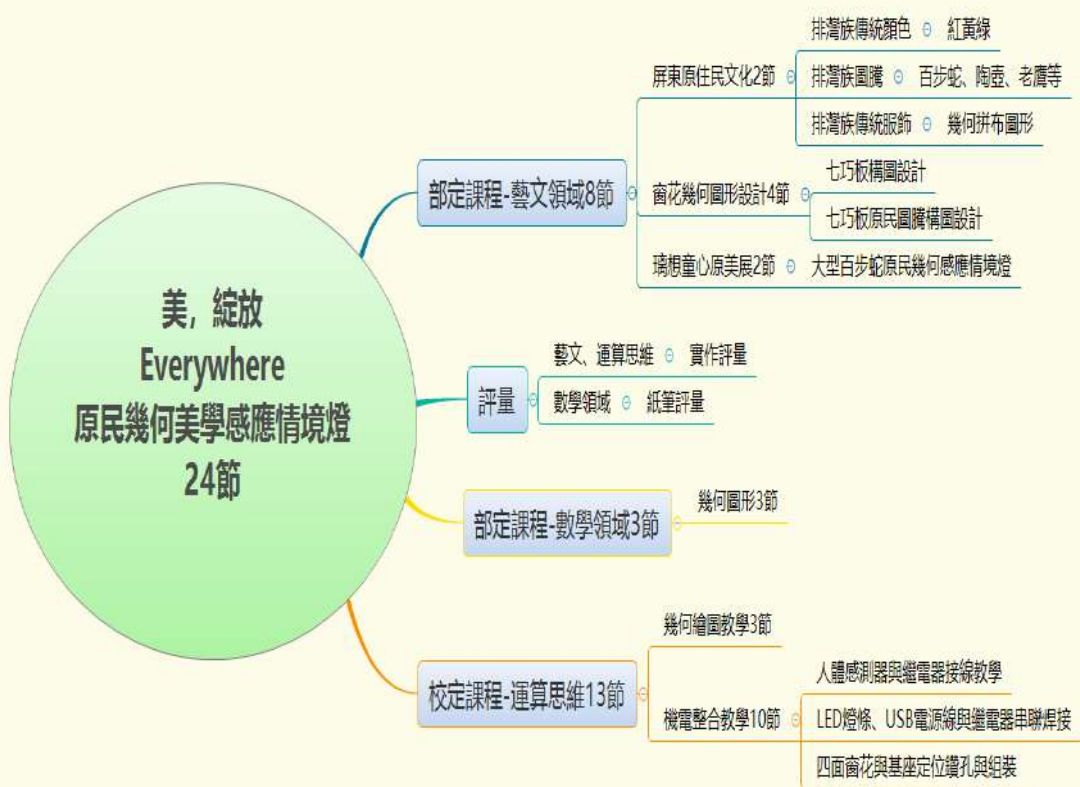 美，綻放
Everywhere
原民幾何美學感應情境燈
24節
部定課程-藝文領域8節
屏東原住民文化2節
排灣族傳統顏色
紅黃綠
排灣族圖騰
百步蛇、陶壺、老鷹等
排灣族傳統服飾
幾何拼布圖形
窗花幾何圖形設計4節
七巧板構圖設計
七巧板原民圖騰構圖設計
璃想童心原美展2節
大型百步蛇原民幾何感應情境燈
評量
藝文、運算思維
實作評量
數學領域
紙筆評量
部定課程-數學領域3節
幾何圖形3節
校定課程-運算思維13節
幾何繪圖教學3節
機電整合教學10節
人體感測器與繼電器接線教學
LED燈條、USB電源線與繼電器串聯焊接
四面窗花與基座定位鑽孔與組裝